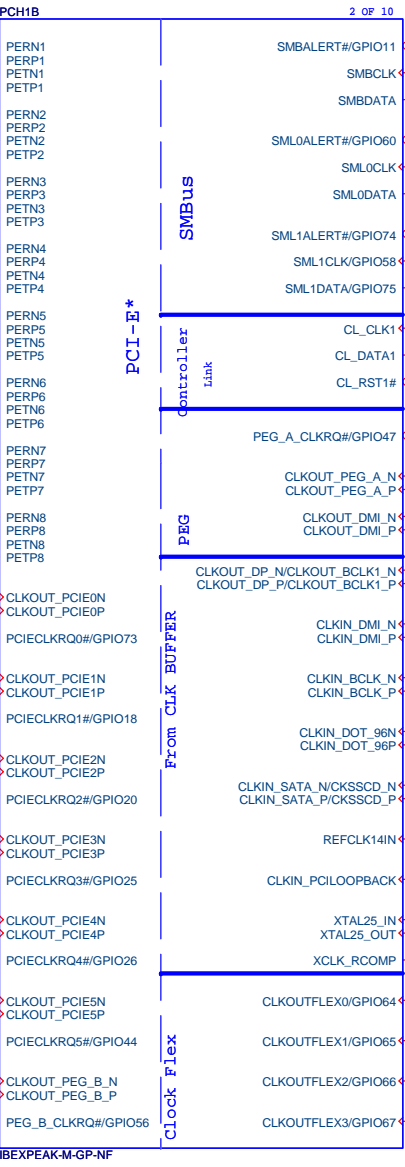 PCH1B
2 OF 10
PERN1
PERP1
PETN1
PETP1
PERN2
PERP2
PETN2
PETP2
PERN3
PERP3
PETN3
PETP3
PERN4
PERP4
PETN4
PETP4
PERN5
PERP5
PETN5
PETP5
PERN6
PERP6
PETN6
PETP6
PERN7
PERP7
PETN7
PETP7
PERN8
PERP8
PETN8
PETP8
CLKOUT_PCIE0N
CLKOUT_PCIE0P
PCIECLKRQ0#/GPIO73
CLKOUT_PCIE1N
CLKOUT_PCIE1P
PCIECLKRQ1#/GPIO18
CLKOUT_PCIE2N
CLKOUT_PCIE2P
PCIECLKRQ2#/GPIO20
CLKOUT_PCIE3N
CLKOUT_PCIE3P
PCIECLKRQ3#/GPIO25
CLKOUT_PCIE4N
CLKOUT_PCIE4P
PCIECLKRQ4#/GPIO26
CLKOUT_PCIE5N
CLKOUT_PCIE5P
PCIECLKRQ5#/GPIO44
CLKOUT_PEG_B_N
CLKOUT_PEG_B_P
PEG_B_CLKRQ#/GPIO56
PCI-E*
SMBus
Controller
Link
PEG
From CLK BUFFER
Clock Flex
SMBALERT#/GPIO11
SMBCLK
SMBDATA
SML0ALERT#/GPIO60
SML0CLK
SML0DATA
SML1ALERT#/GPIO74
SML1CLK/GPIO58
SML1DATA/GPIO75
CL_CLK1
CL_DATA1
CL_RST1#
PEG_A_CLKRQ#/GPIO47
CLKOUT_PEG_A_N
CLKOUT_PEG_A_P
CLKOUT_DMI_N
CLKOUT_DMI_P
CLKOUT_DP_N/CLKOUT_BCLK1_N
CLKOUT_DP_P/CLKOUT_BCLK1_P
CLKIN_DMI_N
CLKIN_DMI_P
CLKIN_BCLK_N
CLKIN_BCLK_P
CLKIN_DOT_96N
CLKIN_DOT_96P
CLKIN_SATA_N/CKSSCD_N
CLKIN_SATA_P/CKSSCD_P
REFCLK14IN
CLKIN_PCILOOPBACK
XTAL25_IN
XTAL25_OUT
XCLK_RCOMP
CLKOUTFLEX0/GPIO64
CLKOUTFLEX1/GPIO65
CLKOUTFLEX2/GPIO66
CLKOUTFLEX3/GPIO67
IBEXPEAK-M-GP-NF